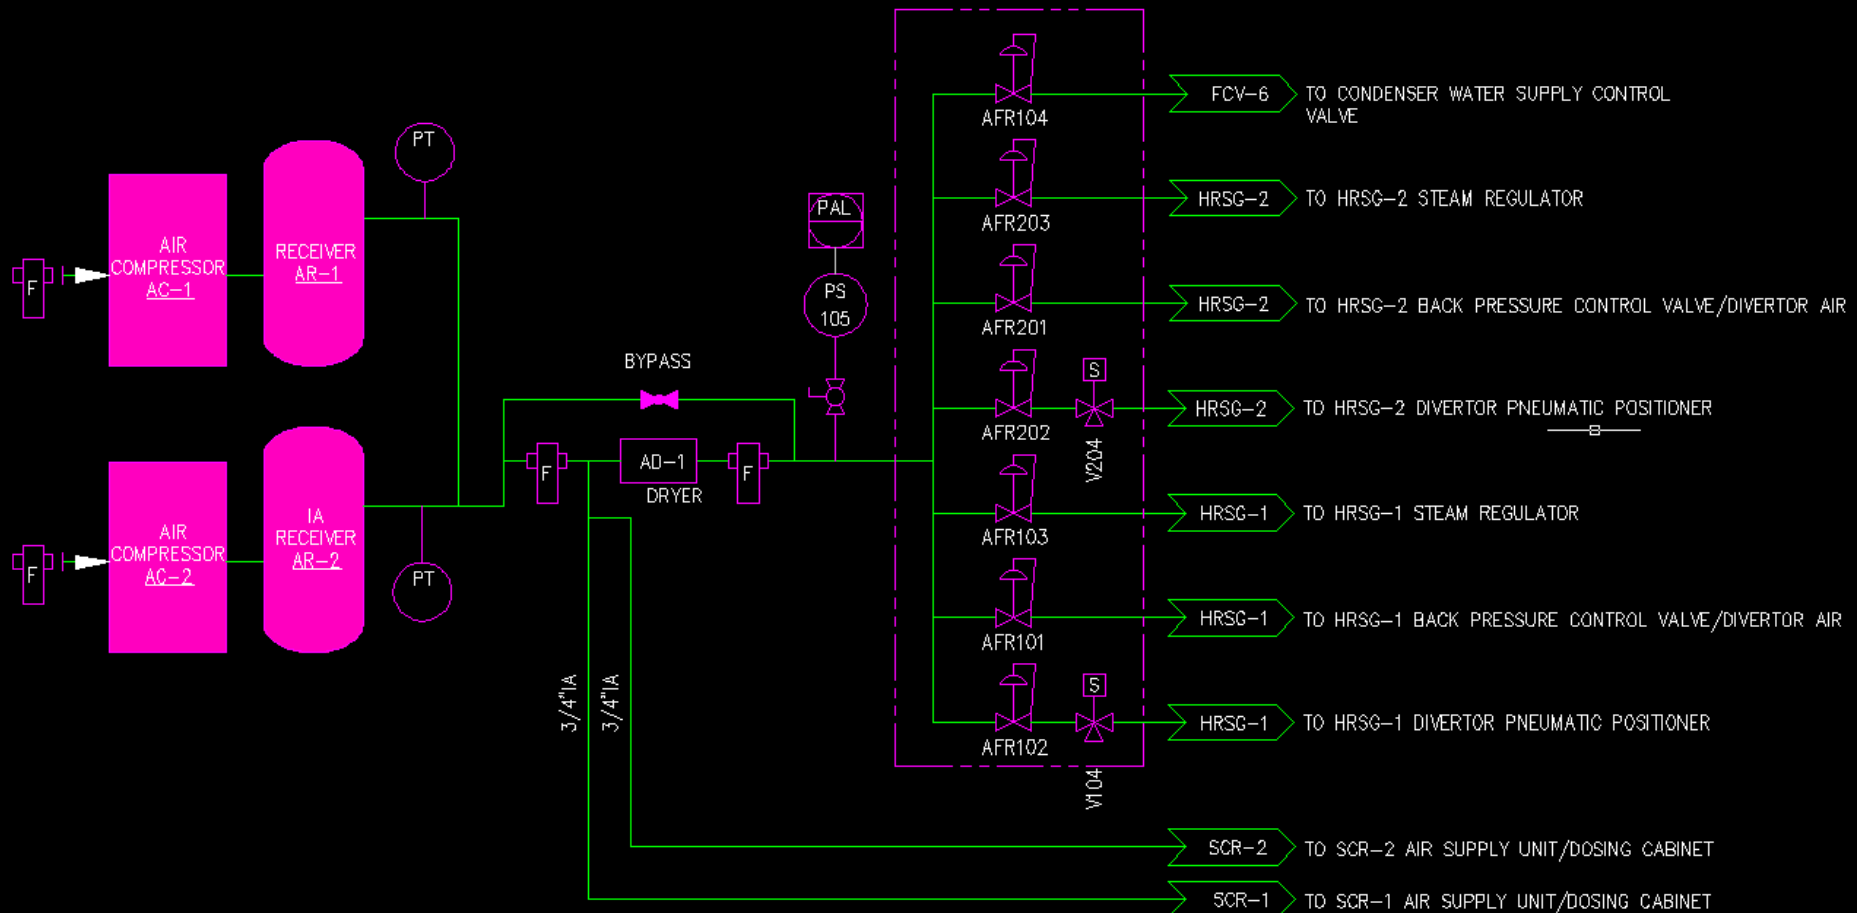 FCV-6
TO CONDENSER WATER SUPPLY CONTROL
VALVE
AFR104
PT
HRSG-2
TO HRSG-2 STEAM REGULATOR
AFR203
PAL
AIR
COMPRESSOR
AC-1
RECEIVER
AR-1
F
PS
105
HRSG-2
TO HRSG-2 BACK PRESSURE CONTROL VALVE/DIVERTOR AIR
AFR201
BYPASS
S
HRSG-2
TO HRSG-2 DIVERTOR PNEUMATIC POSITIONER
AFR202
V204
F
AD-1
F
DRYER
HRSG-1
TO HRSG-1 STEAM REGULATOR
AFR103
AIR
COMPRESSOR
AC-2
IA
RECEIVER
AR-2
F
PT
HRSG-1
TO HRSG-1 BACK PRESSURE CONTROL VALVE/DIVERTOR AIR
AFR101
3/4"IA
3/4"IA
S
HRSG-1
TO HRSG-1 DIVERTOR PNEUMATIC POSITIONER
AFR102
V104
SCR-2
TO SCR-2 AIR SUPPLY UNIT/DOSING CABINET
SCR-1
TO SCR-1 AIR SUPPLY UNIT/DOSING CABINET